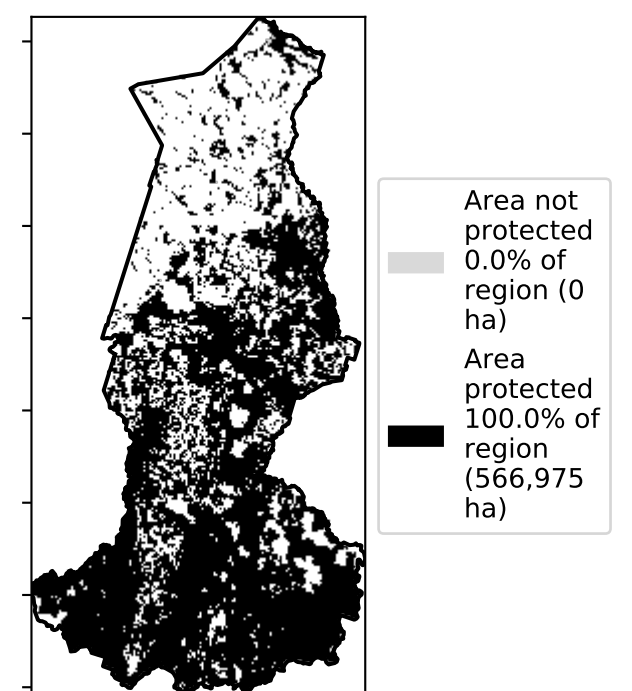 Area not
protected
0.0% of
region (0
ha)
Area
protected
100.0% of
region
(566,975
ha)